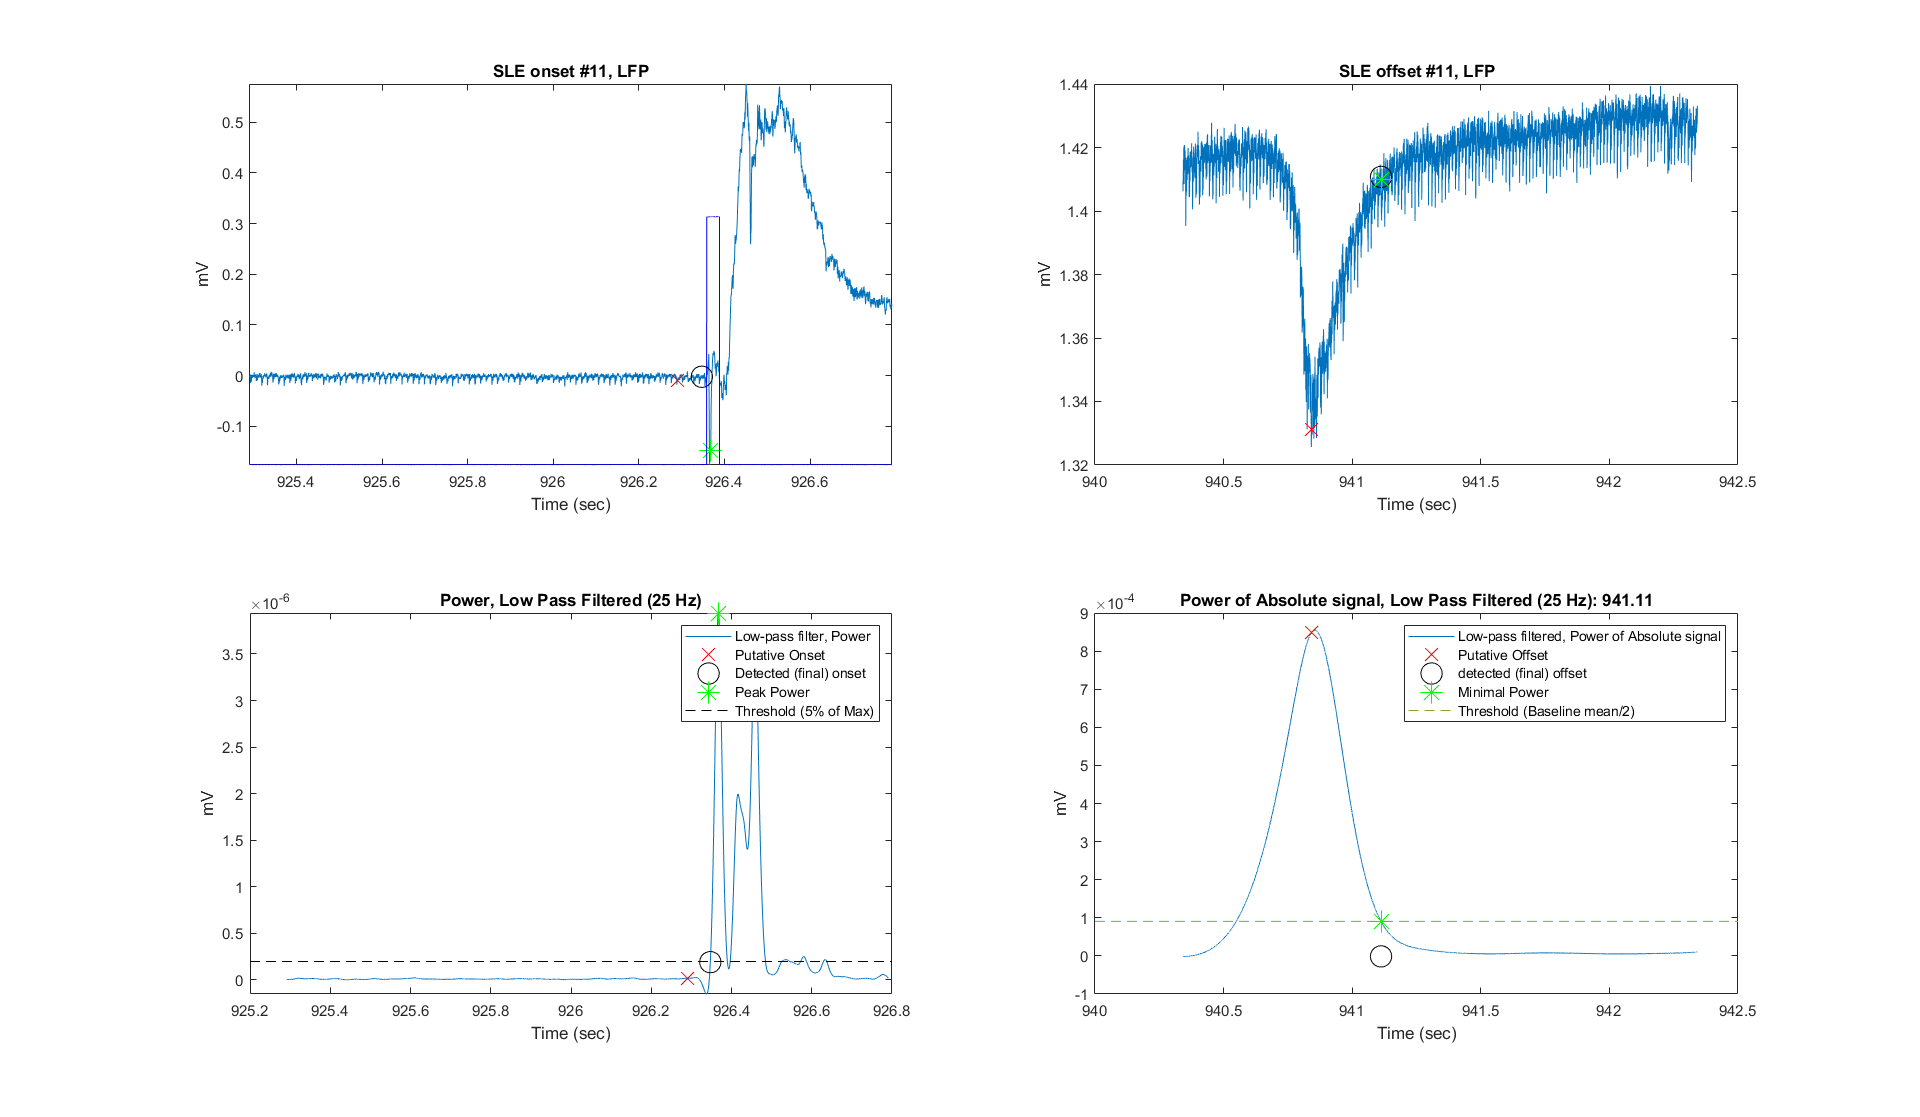 SLE onset #11, LFP
0.5
0.4
0.3
0.2
0.1
0
-0.1
mV
925.4 925.6 925.8 926 926.2 926.4 926.6
Time (sec)
SLE offset #11, LFP
1.44
1.42
1.4
1.38
1.36
1.34
1.32
mV
940 940.5 941 941.5 942 942.5
Time (sec)
Power, Low Pass Filtered (25 Hz)
×10-6
3.5
3
2.5
2
1.5
1
0.5
0
mV
Low-pass filter, Power
Putative Onset
Detected (final) onset
Peak Power
Threshold (5% of Max)
925.2 925.4 925.6 925.8 926 926.2 926.4 926.6 926.8
Time (sec)
Power of Absolute signal, Low Pass Filtered (25 Hz): 941.11
×10-4
9
8
7
6
5
4
3
2
1
0
-1
mV
Low-pass filtered, Power of Absolute signal
Putative Offset
detected (final) offset
Minimal Power
Threshold (Baseline mean/2)
940 940.5 941 941.5 942 942.5
Time (sec)